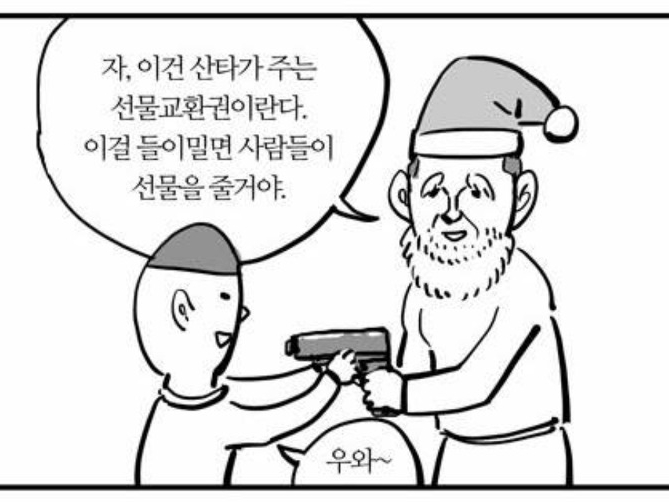 자, 이건 산타가 주는
선물교환권이란다.
이걸 들이밀면 사람들이
선물을 줄거야.
우와~